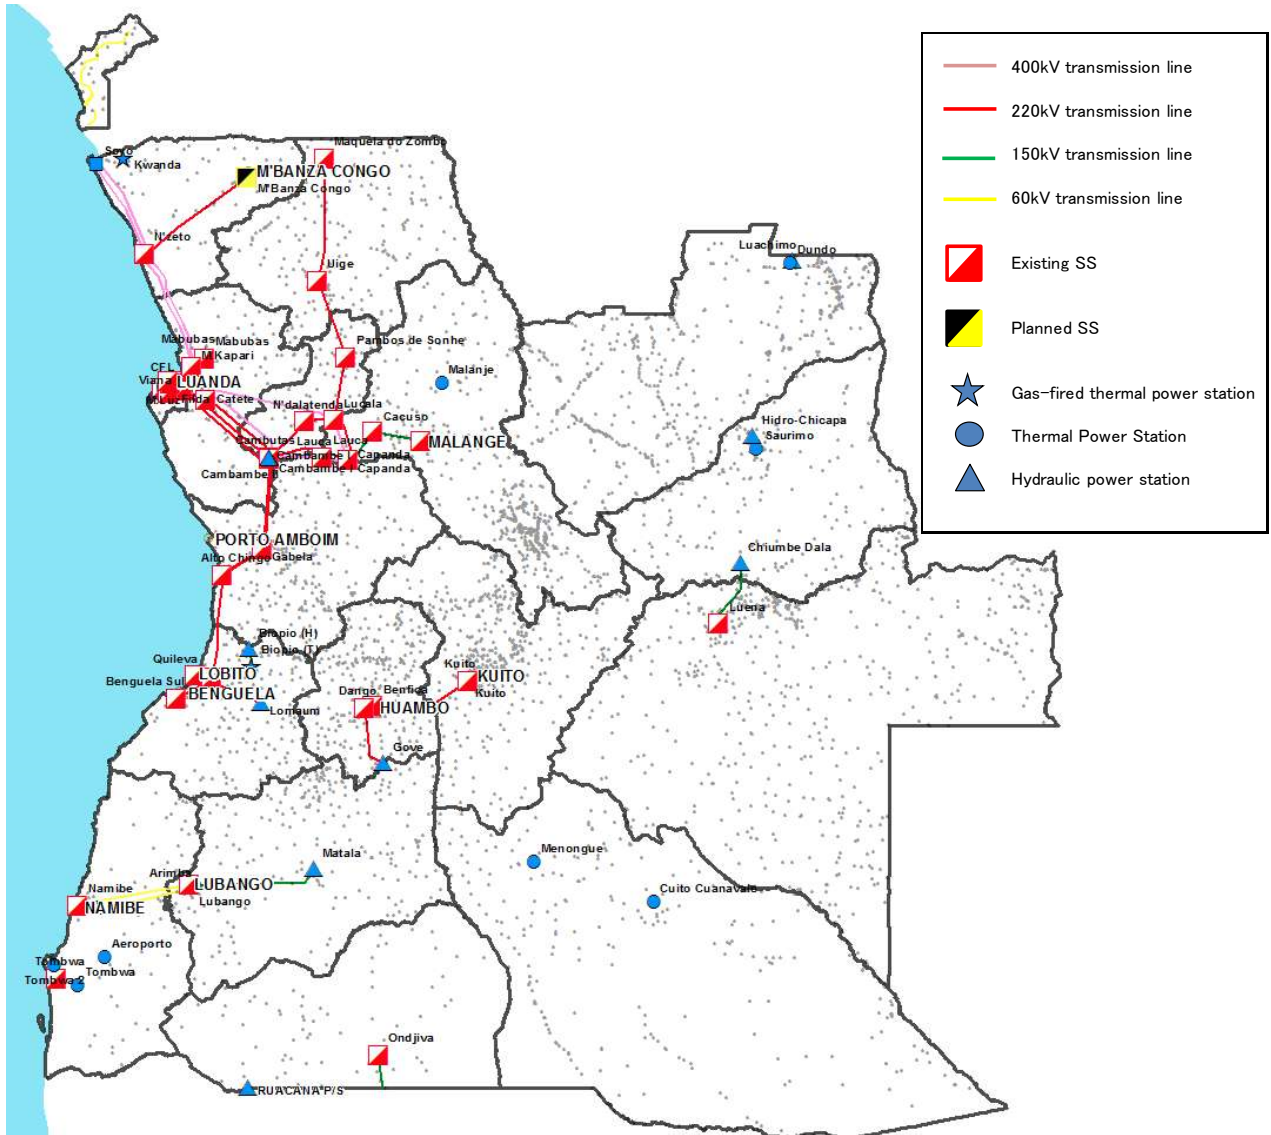 400kV transmission line
220kV transmission line
150kV transmission line
60kV transmission line
Existing SS
Planned SS
Gas-fired thermal power station
Thermal Power Station
Hydraulic power station
Maquela do Zombo
Soyo
Kwanda
M'BANZA CONGO
M'Banza Congo
N'zeto
Luachimo
Dundo
Uige
Mabubas
Mabubas
Kapari
Pambos de Sonhe
CFL
Viana
LUANDA
Malanje
Filda
Catete
N'dalatenda
Lucala
Cacuso
Hidro-Chicapa
Saurimo
Cambutas
Lauca
Lauca
MALANGE
Cambambe
Capanda
Cambambe
Cambambe
Capanda
PORTO AMBOIM
Alto Chingo
Gabela
Chiumbe Dala
Luena
Biopio (H)
Biopio (T)
Quileva
LOBITO
Kuito
KUITO
Kuito
Benguela Sul
BENGUELA
Lomaum
Dango
Benfica
HUAMBO
Gove
Menongue
Matala
Arimba
LUBANGO
Lubango
Cuito Cuanavale
Namibe
NAMIBE
Aeroporto
Tombwa
Tombwa
Tombwa 2
Ondjiva
RUACANA P/S